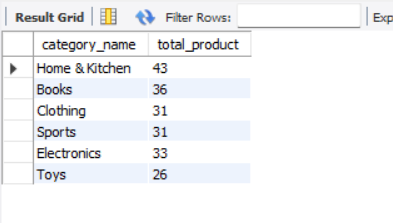 Result Grid Filter Rows: Exp
category_name total_product
Home & Kitchen 43
Books 36
Clothing 31
Sports 31
Electronics 33
Toys 26